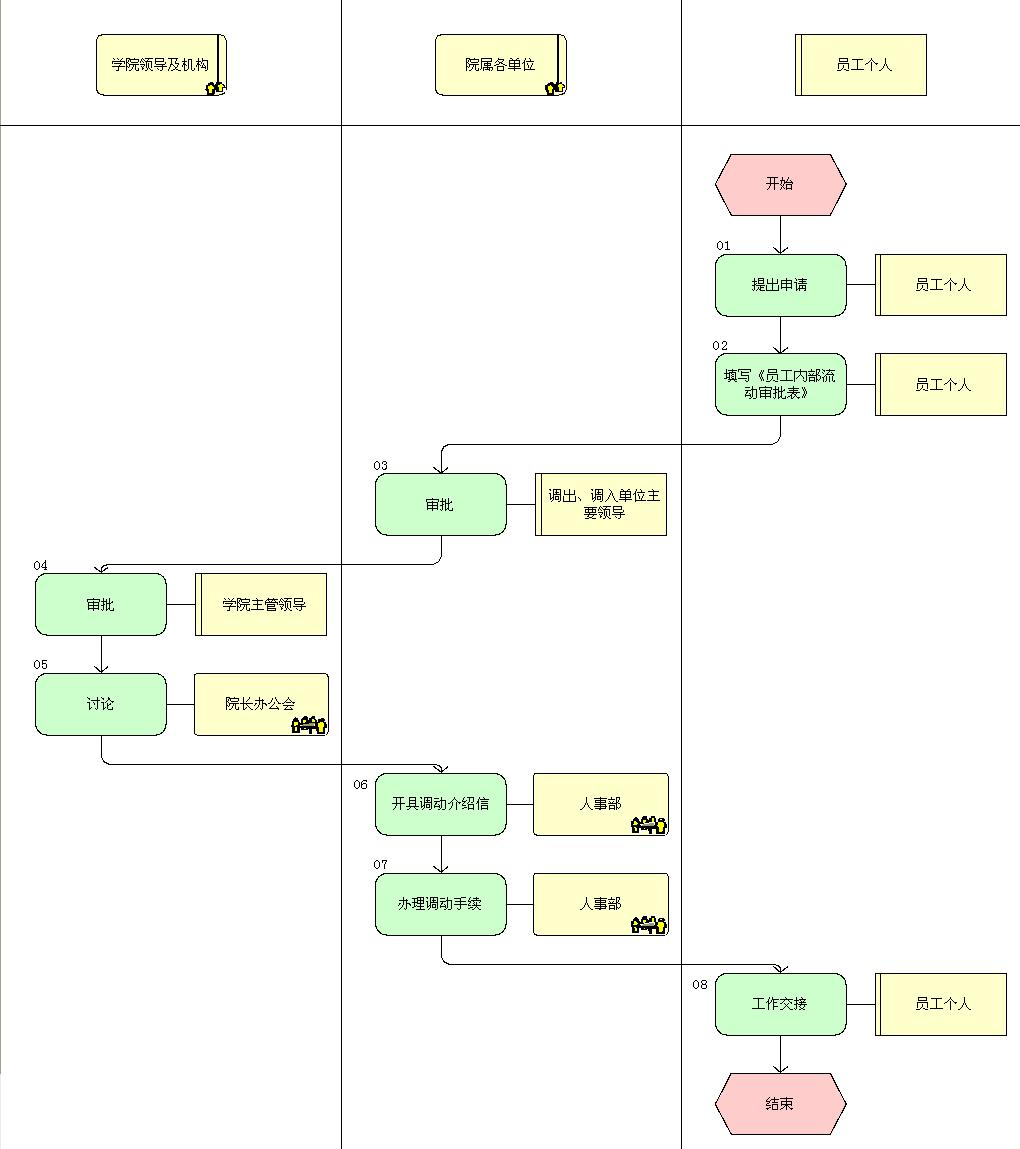 学院领导及机构
院属各单位
员工个人
开始
01
提出申请
员工个人
02
填写《员工内部流
动审批表》
员工个人
03
审批
调出、调入单位主
要领导
04
审批
学院主管领导
05
讨论
院长办公会
06
开具调动介绍信
人事部
07
办理调动手续
人事部
08
工作交接
员工个人
结束